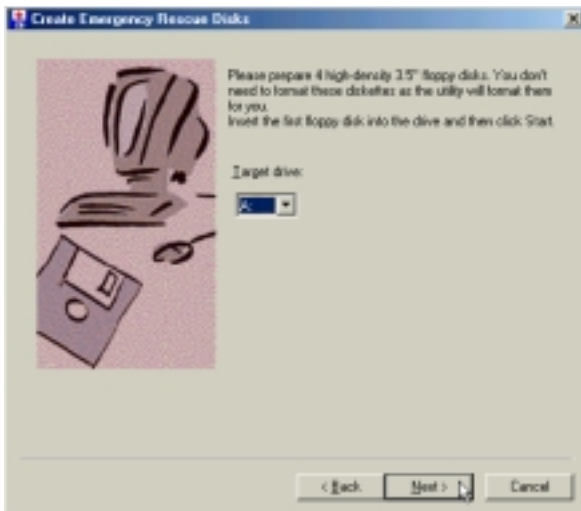 Create Emergency Rescue Disks
Please prepare 4 high-density 3.5" floppy disks. You don't
need to format these diskettes as the utility will format them
for you.
Insert the first floppy disk into the drive and then click Start.
Target drive:
A:
< Back
Next >
Cancel